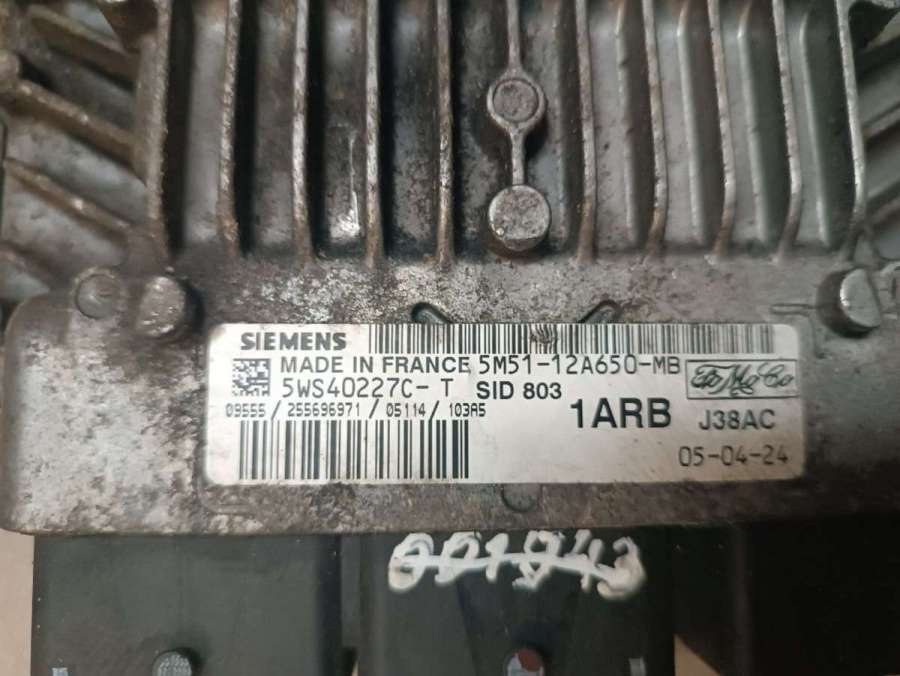 SIEMENS
MADE IN FRANCE 5M51-12A650-MB
5WS40227C-T SID 803
FoMoCo
09555 / 255696971 / 05114 / 103A5
1ARB J38AC
05-04-24